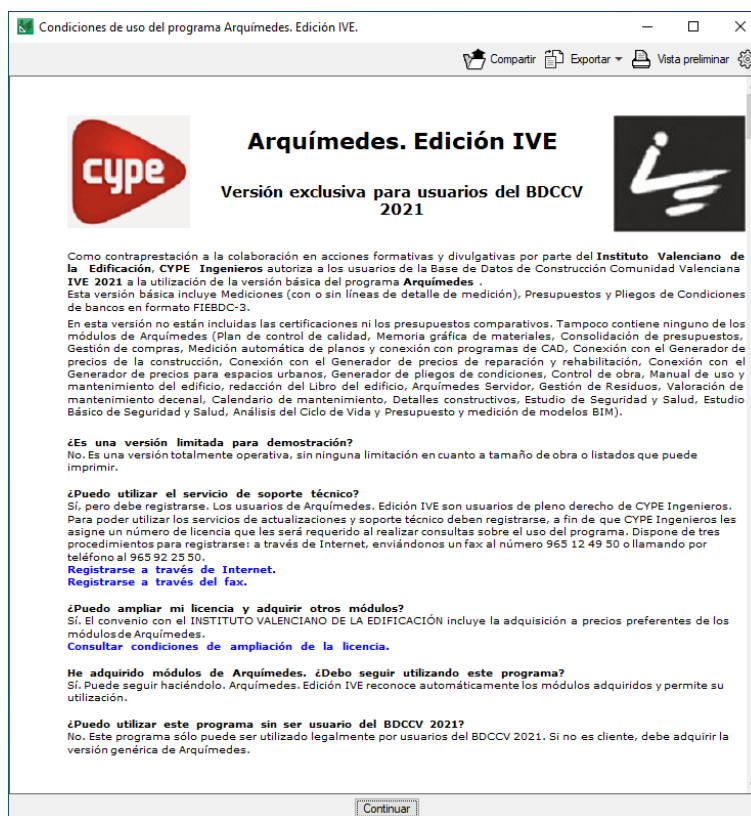 Condiciones de uso del programa Arquímedes. Edición IVE.
Compartir Exportar Vista preliminar
cype
Arquímedes. Edición IVE
Versión exclusiva para usuarios del BDCCV
2021
Como contraprestación a la colaboración en acciones formativas y divulgativas por parte del Instituto Valenciano de
la Edificación, CYPE Ingenieros autoriza a los usuarios de la Base de Datos de Construcción Comunidad Valenciana
IVE 2021 a la utilización de la versión básica del programa Arquímedes .
Esta versión básica incluye Mediciones (con o sin líneas de detalle de medición), Presupuestos y Pliegos de Condiciones
de bancos en formato FIEBDC-3.
En esta versión no están incluidas las certificaciones ni los presupuestos comparativos. Tampoco contiene ninguno de los
módulos de Arquímedes (Plan de control de calidad, Memoria gráfica de materiales, Consolidación de presupuestos,
Gestión de compras, Medición automática de planos y conexión con programas de CAD, Conexión con el Generador de
precios de la construcción, Conexión con el Generador de precios de reparación y rehabilitación, Conexión con el
Generador de precios para espacios urbanos, Generador de pliegos de condiciones, Control de obra, Manual de uso y
mantenimiento del edificio, redacción del Libro del edificio, Arquímedes Servidor, Gestión de Residuos, Valoración de
mantenimiento decenal, Calendario de mantenimiento, Detalles constructivos, Estudio de Seguridad y Salud, Estudio
Básico de Seguridad y Salud, Análisis del Ciclo de Vida y Presupuesto y medición de modelos BIM).
¿Es una versión limitada para demostración?
No. Es una versión totalmente operativa, sin ninguna limitación en cuanto a tamaño de obra o listados que puede
imprimir.
¿Puedo utilizar el servicio de soporte técnico?
Sí, pero debe registrarse. Los usuarios de Arquímedes. Edición IVE son usuarios de pleno derecho de CYPE Ingenieros.
Para poder utilizar los servicios de actualizaciones y soporte técnico deben registrarse, a fin de que CYPE Ingenieros les
asigne un número de licencia que les será requerido al realizar consultas sobre el uso del programa. Dispone de tres
procedimientos para registrarse: a través de Internet, enviándonos un fax al número 965 12 49 50 o llamando por
teléfono al 965 92 25 50.
Registrarse a través de Internet.
Registrarse a través del fax.
¿Puedo ampliar mi licencia y adquirir otros módulos?
Sí. El convenio con el INSTITUTO VALENCIANO DE LA EDIFICACIÓN incluye la adquisición a precios preferentes de los
módulos de Arquímedes.
Consultar condiciones de ampliación de la licencia.
He adquirido módulos de Arquímedes. ¿Debo seguir utilizando este programa?
Sí. Puede seguir haciéndolo. Arquímedes. Edición IVE reconoce automáticamente los módulos adquiridos y permite su
utilización.
¿Puedo utilizar este programa sin ser usuario del BDCCV 2021?
No. Este programa sólo puede ser utilizado legalmente por usuarios del BDCCV 2021. Si no es cliente, debe adquirir la
versión genérica de Arquímedes.
Continuar